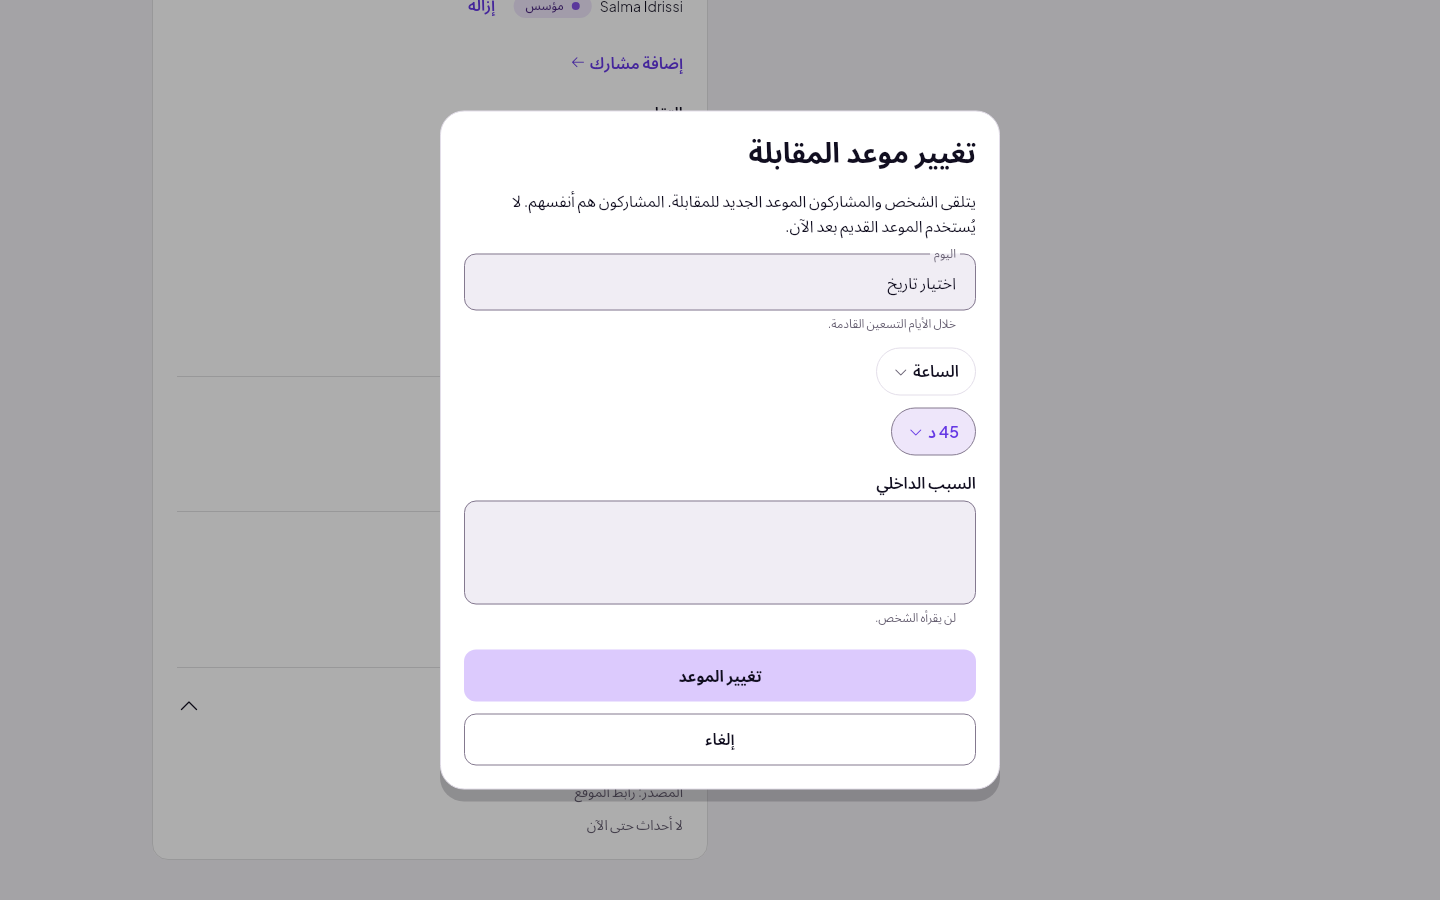 Salma Idrissi
مؤسس
إزالة
إضافة مشارك
تغيير موعد المقابلة
يتلقى الشخص والمشاركون الموعد الجديد للمقابلة. المشاركون هم أنفسهم. لا
يُستخدم الموعد القديم بعد الآن.
اليوم
اختيار تاريخ
خلال الأيام التسعين القادمة.
الساعة
45 د
السبب الداخلي
لن يقرأه الشخص.
تغيير الموعد
إلغاء
المصدر: رابط الموقع
لا أحداث حتى الآن